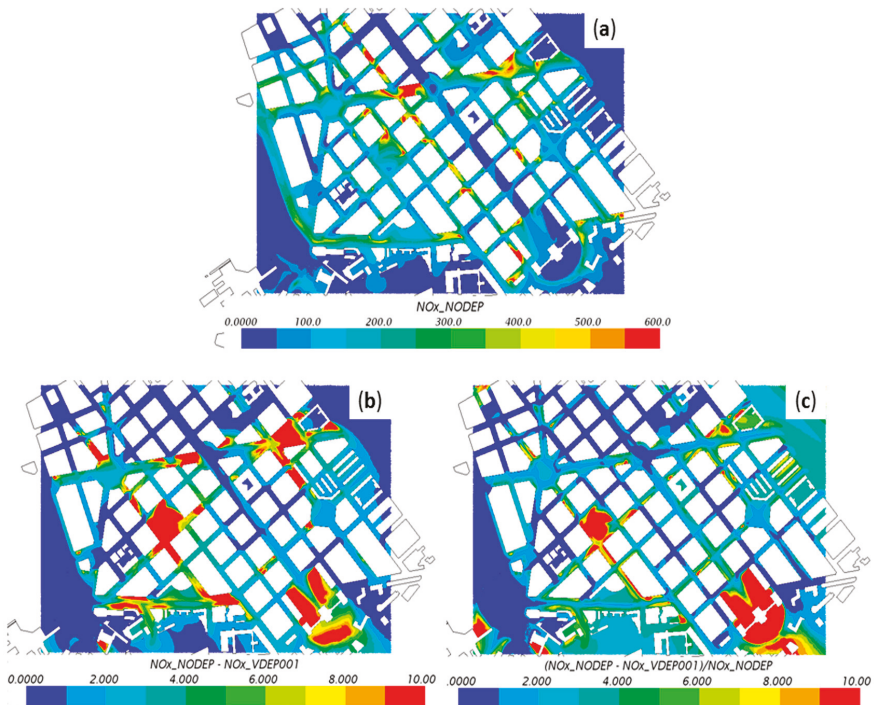 (a)
NOx_NODEP
0.0000 100.0 200.0 300.0 400.0 500.0 600.0
(b)
(c)
NOx_NODEP - NOx_VDEP001
.0000 2.000 4.000 6.000 8.000 10.00
(NOx_NODEP - NOx_VDEP001)/NOx_NODEP
.0000 2.000 4.000 6.000 8.000 10.00